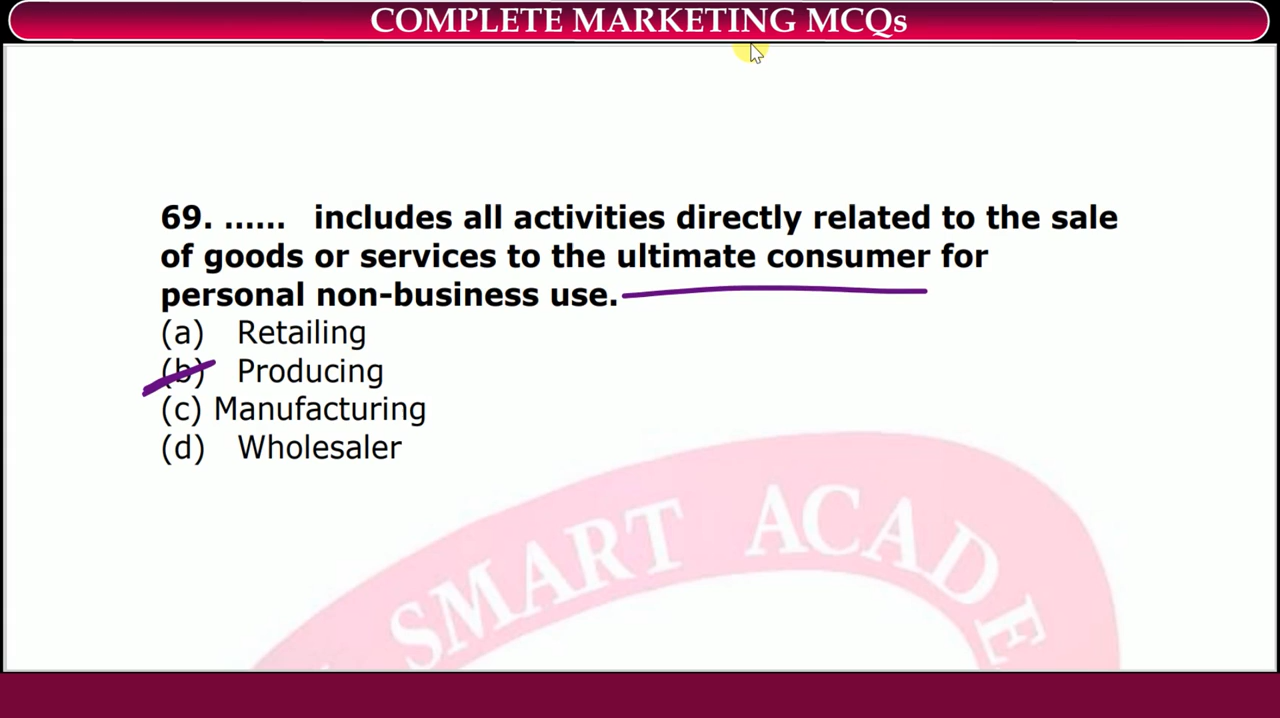 COMPLETE MARKETING MCQs
69. ...... includes all activities directly related to the sale
of goods or services to the ultimate consumer for
personal non-business use.
(a) Retailing
(b) Producing
(c) Manufacturing
(d) Wholesaler
SMART ACADE